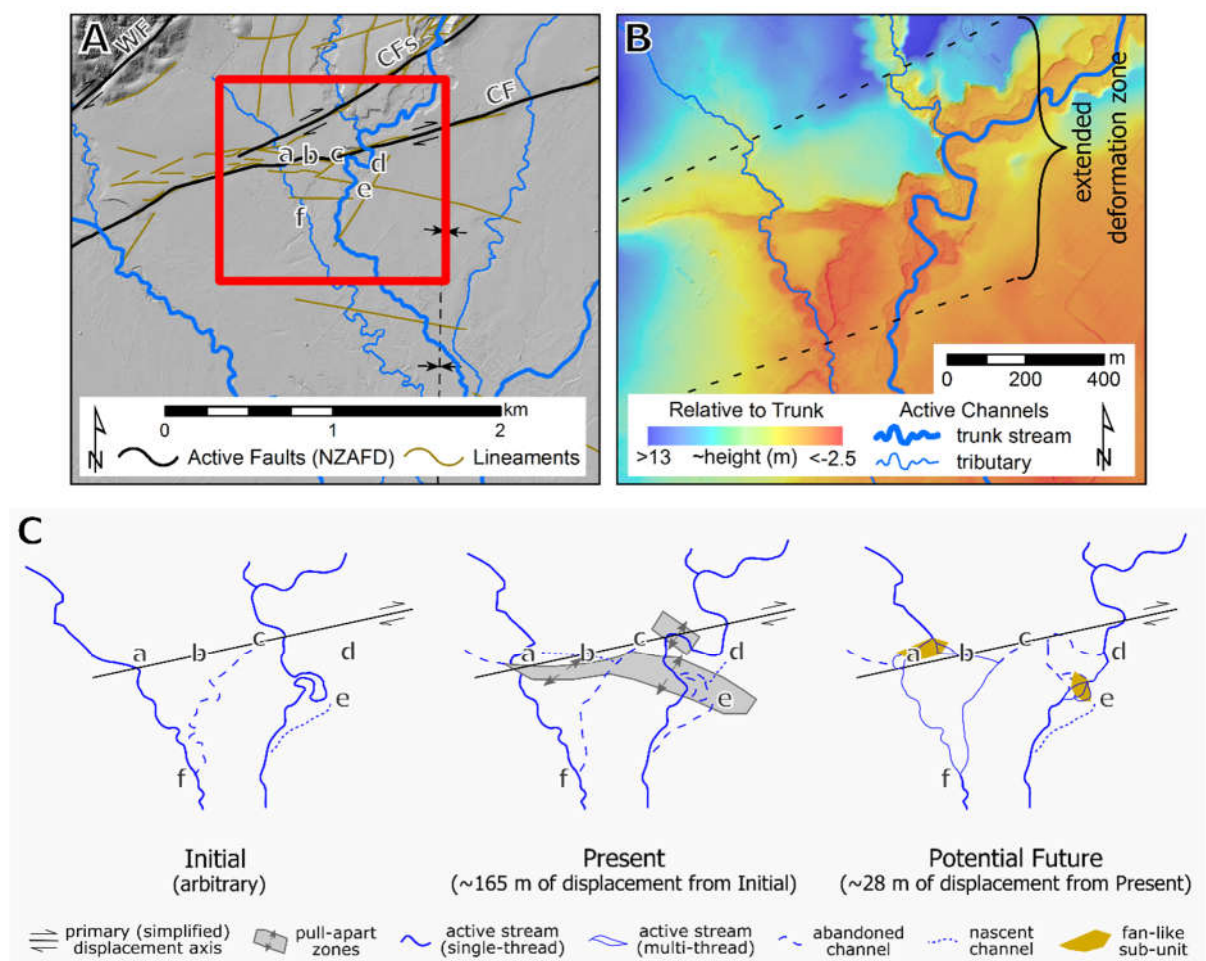 A
WF
CFs
CF
a
b
c
d
e
f
km
0
1
2
N
Active Faults (NZAFD)
Lineaments
B
extended
deformation zone
m
0
200
400
Relative to Trunk
>13
~height (m)
<-2.5
Active Channels
trunk stream
tributary
N
C
a
b
c
d
e
f
Initial
(arbitrary)
a
b
c
d
e
f
Present
(~165 m of displacement from Initial)
a
b
c
d
e
f
Potential Future
(~28 m of displacement from Present)
primary (simplified)
displacement axis
pull-apart
zones
active stream
(single-thread)
active stream
(multi-thread)
abandoned
channel
nascent
channel
fan-like
sub-unit